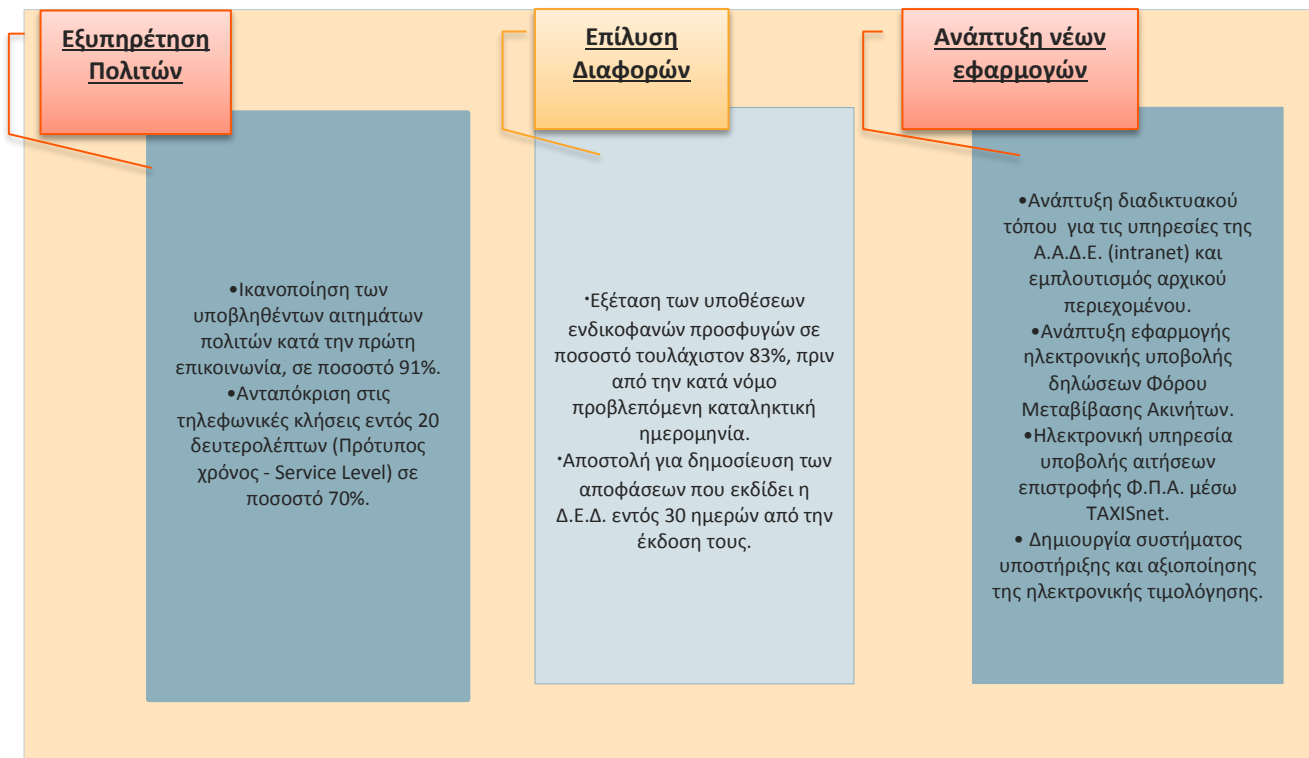 Εξυπηρέτηση
Πολιτών
•Ικανοποίηση των
υποβληθέντων αιτημάτων
πολιτών κατά την πρώτη
επικοινωνία, σε ποσοστό 91%.
•Ανταπόκριση στις
τηλεφωνικές κλήσεις εντός 20
δευτερολέπτων (Πρότυπος
χρόνος - Service Level) σε
ποσοστό 70%.
Επίλυση
Διαφορών
•Εξέταση των υποθέσεων
ενδικοφανών προσφυγών σε
ποσοστό τουλάχιστον 83%, πριν
από την κατά νόμο
προβλεπόμενη καταληκτική
ημερομηνία.
•Αποστολή για δημοσίευση των
αποφάσεων που εκδίδει η
Δ.Ε.Δ. εντός 30 ημερών από την
έκδοση τους.
Ανάπτυξη νέων
εφαρμογών
•Ανάπτυξη διαδικτυακού
τόπου για τις υπηρεσίες της
Α.Α.Δ.Ε. (intranet) και
εμπλουτισμός αρχικού
περιεχομένου.
•Ανάπτυξη εφαρμογής
ηλεκτρονικής υποβολής
δηλώσεων Φόρου
Μεταβίβασης Ακινήτων.
•Ηλεκτρονική υπηρεσία
υποβολής αιτήσεων
επιστροφής Φ.Π.Α. μέσω
TAXISnet.
• Δημιουργία συστήματος
υποστήριξης και αξιοποίησης
της ηλεκτρονικής τιμολόγησης.